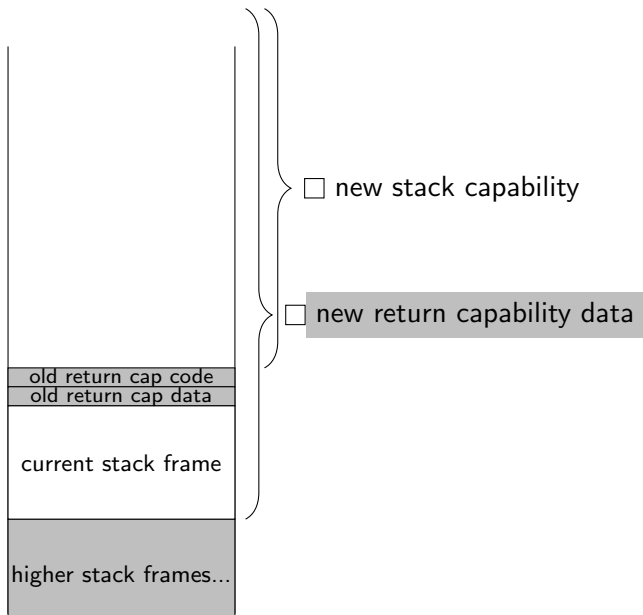 □ new stack capability
□ new return capability data
old return cap code
old return cap data
current stack frame
higher stack frames...